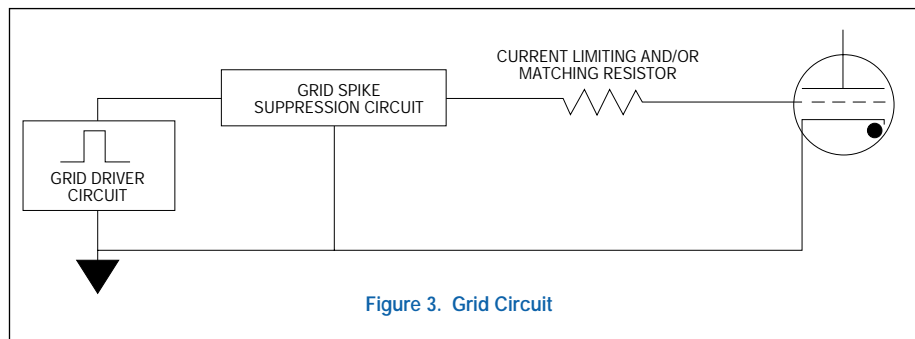 CURRENT LIMITING AND/OR
MATCHING RESISTOR
GRID SPIKE
SUPPRESSION CIRCUIT
GRID DRIVER
CIRCUIT
Figure 3. Grid Circuit